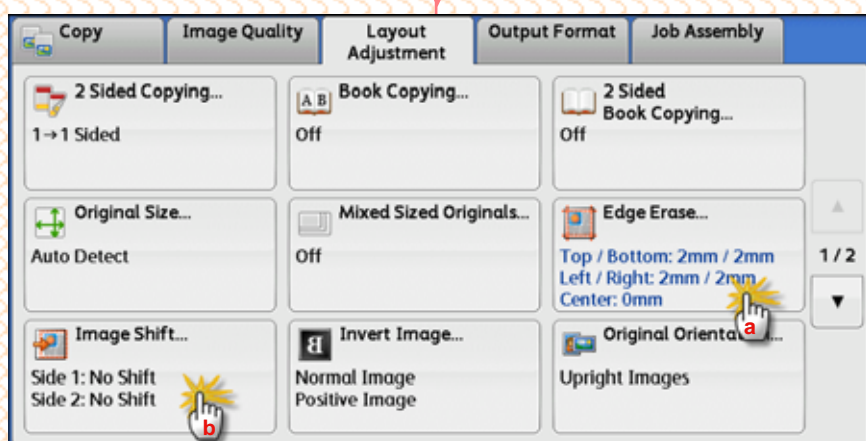 Copy
Image Quality
Layout
Adjustment
Output Format
Job Assembly
2 Sided Copying...
1→1 Sided
Book Copying...
Off
2 Sided
Book Copying...
Off
Original Size...
Auto Detect
Mixed Sized Originals...
Off
Edge Erase...
Top / Bottom: 2mm / 2mm
Left / Right: 2mm / 2mm
Center: 0mm
a
1 / 2
Image Shift...
Side 1: No Shift
Side 2: No Shift
b
Invert Image...
Normal Image
Positive Image
Original
Upright Images